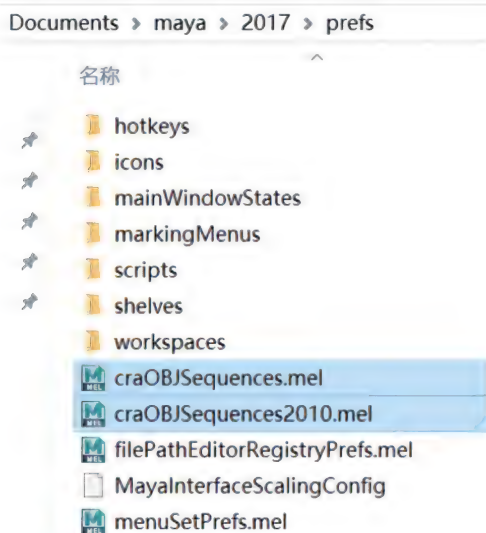 Documents > maya > 2017 > prefs
名称
hotkeys
icons
mainWindowStates
markingMenus
scripts
shelves
workspaces
craOBJSequences.mel
craOBJSequences2010.mel
filePathEditorRegistryPrefs.mel
MayaInterfaceScalingConfig
menuSetPrefs.mel